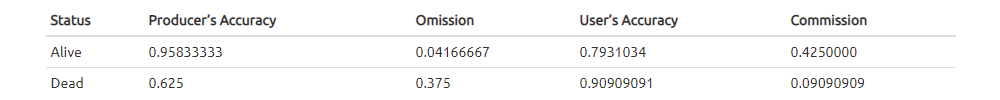 Status Producer’s Accuracy Omission User’s Accuracy Commission
Alive 0.95833333 0.04166667 0.7931034 0.4250000
Dead 0.625 0.375 0.90909091 0.09090909